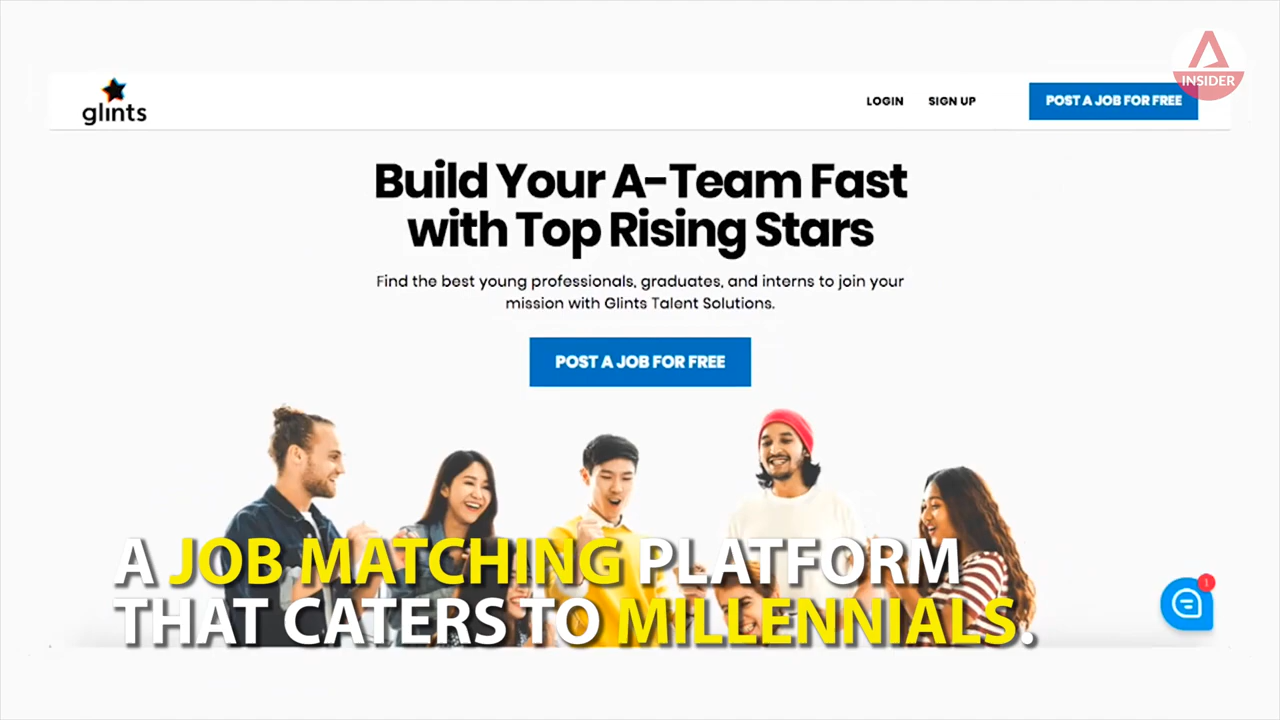 INSIDER
glints
LOGIN SIGN UP POST A JOB FOR FREE
Build Your A-Team Fast
with Top Rising Stars
Find the best young professionals, graduates, and interns to join your
mission with Glints Talent Solutions.
POST A JOB FOR FREE
A JOB MATCHING PLATFORM
THAT CATERS TO MILLENNIALS.
1